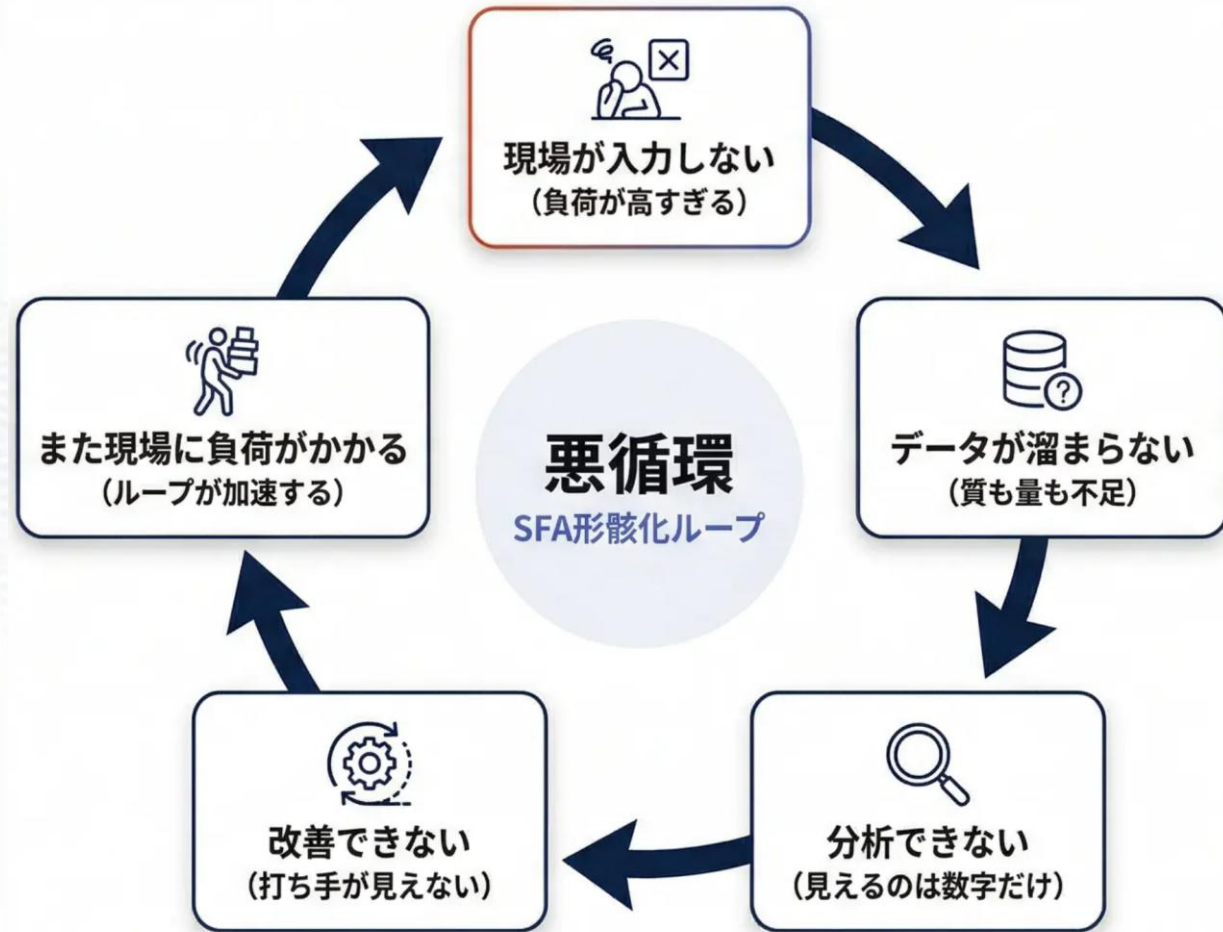 現場が入力しない
（負荷が高すぎる）
データが溜まらない
（質も量も不足）
分析できない
（見えるのは数字だけ）
改善できない
（打ち手が見えない）
また現場に負荷がかかる
（ループが加速する）
悪循環
SFA形骸化ループ
?